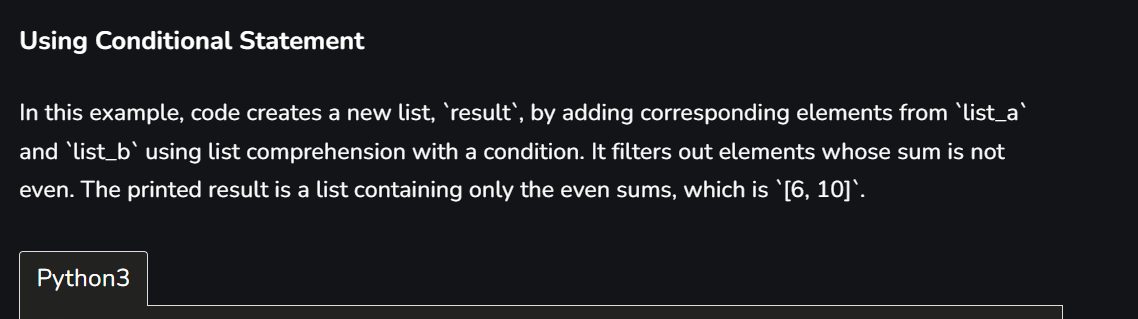 Using Conditional Statement
In this example, code creates a new list, `result`, by adding corresponding elements from `list_a`
and `list_b` using list comprehension with a condition. It filters out elements whose sum is not
even. The printed result is a list containing only the even sums, which is `[6, 10]`.
Python3